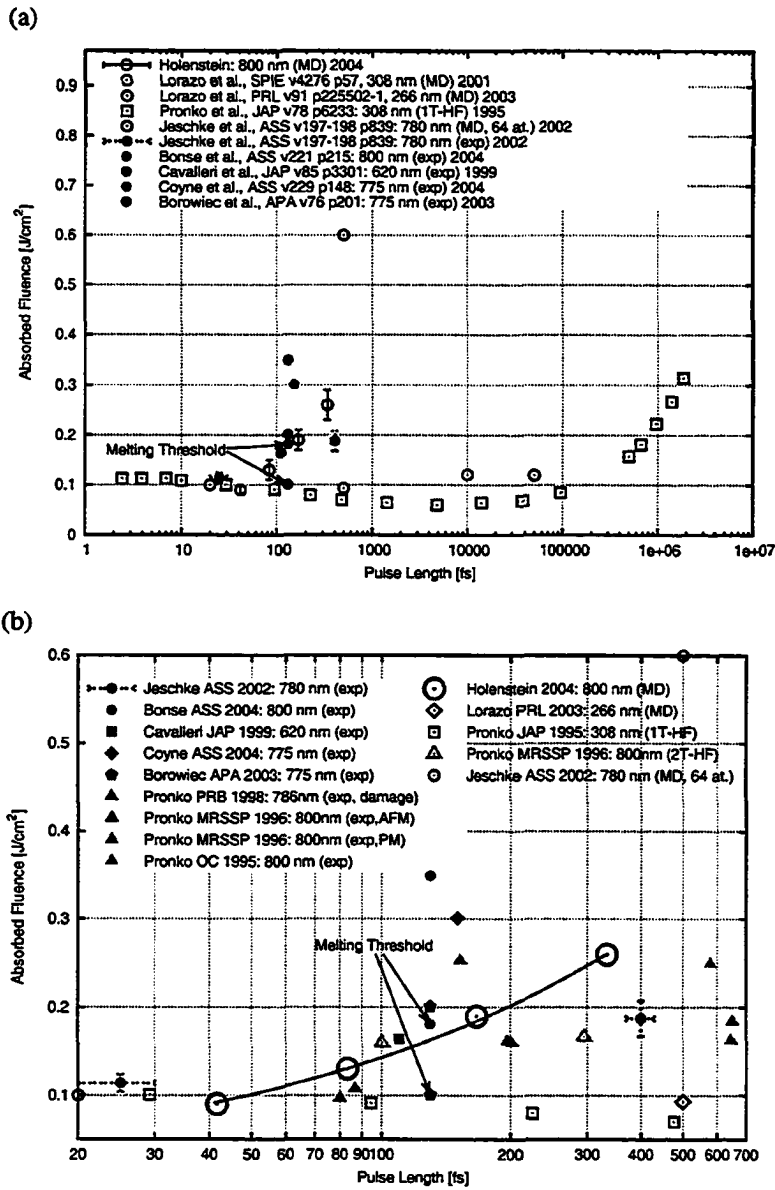 (a)
Holenstein: 800 nm (MD) 2004
Lorazo et al., SPIE v4276 p57, 308 nm (MD) 2001
Lorazo et al., PRL v91 p225502-1, 266 nm (MD) 2003
Pronko et al., JAP v78 p6233: 308 nm (1T-HF) 1995
Jeschke et al., ASS v197-198 p839: 780 nm (MD, 64 at.) 2002
Jeschke et al., ASS v197-198 p839: 780 nm (exp) 2002
Bonse et al., ASS v221 p215: 800 nm (exp) 2004
Cavalleri et al., JAP v85 p3301: 620 nm (exp) 1999
Coyne et al., ASS v229 p148: 775 nm (exp) 2004
Borowiec et al., APA v76 p201: 775 nm (exp) 2003
Absorbed Fluence [J/cm²]
0.9
0.8
0.7
0.6
0.5
0.4
0.3
0.2
0.1
0
Melting Threshold
1 10 100 1000 10000 100000 1e+06 1e+07
Pulse Length [fs]
(b)
Jeschke ASS 2002: 780 nm (exp)
Bonse ASS 2004: 800 nm (exp)
Cavalleri JAP 1999: 620 nm (exp)
Coyne ASS 2004: 775 nm (exp)
Borowiec APA 2003: 775 nm (exp)
Pronko PRB 1998: 786nm (exp, damage)
Pronko MRSSP 1996: 800nm (exp,AFM)
Pronko MRSSP 1996: 800nm (exp,PM)
Pronko OC 1995: 800 nm (exp)
Holenstein 2004: 800 nm (MD)
Lorazo PRL 2003: 266 nm (MD)
Pronko JAP 1995: 308 nm (1T-HF)
Pronko MRSSP 1996: 800nm (2T-HF)
Jeschke ASS 2002: 780 nm (MD, 64 at.)
Absorbed Fluence [J/cm²]
0.6
0.5
0.4
0.3
0.2
0.1
Melting Threshold
20 30 40 50 60 70 80 90 100 200 300 400 500 600 700
Pulse Length [fs]